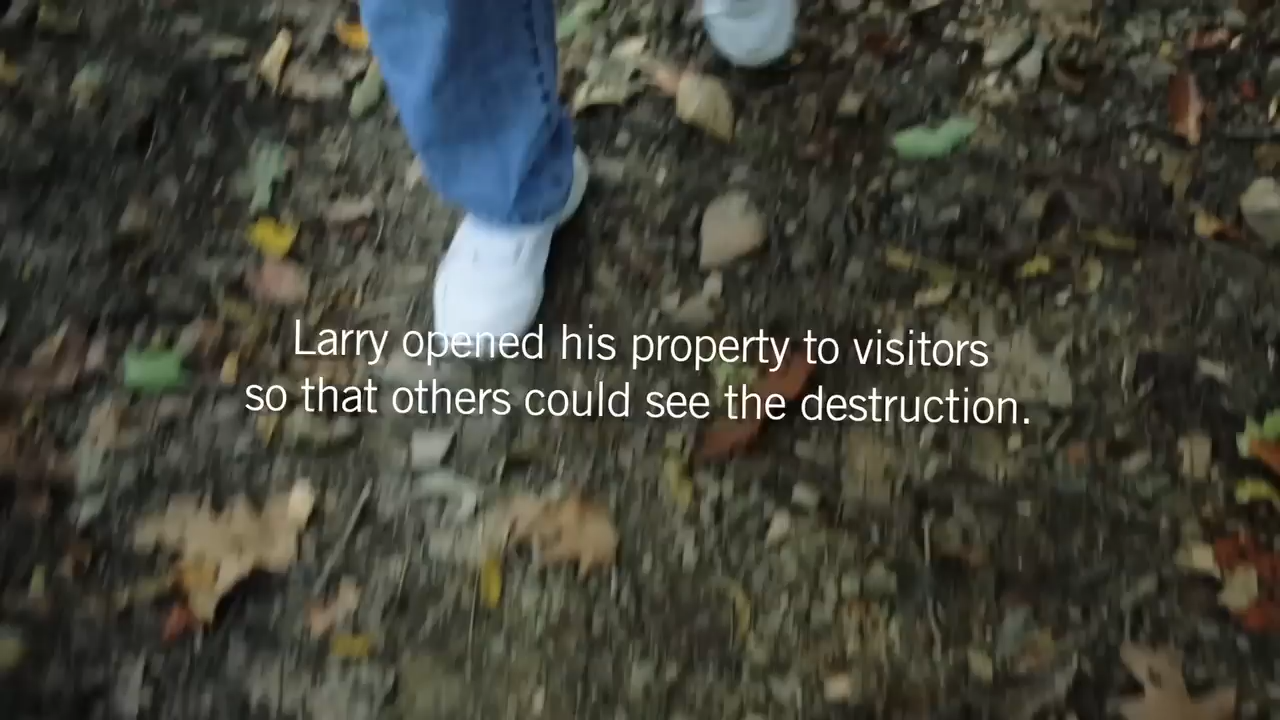 Larry opened his property to visitors
so that others could see the destruction.